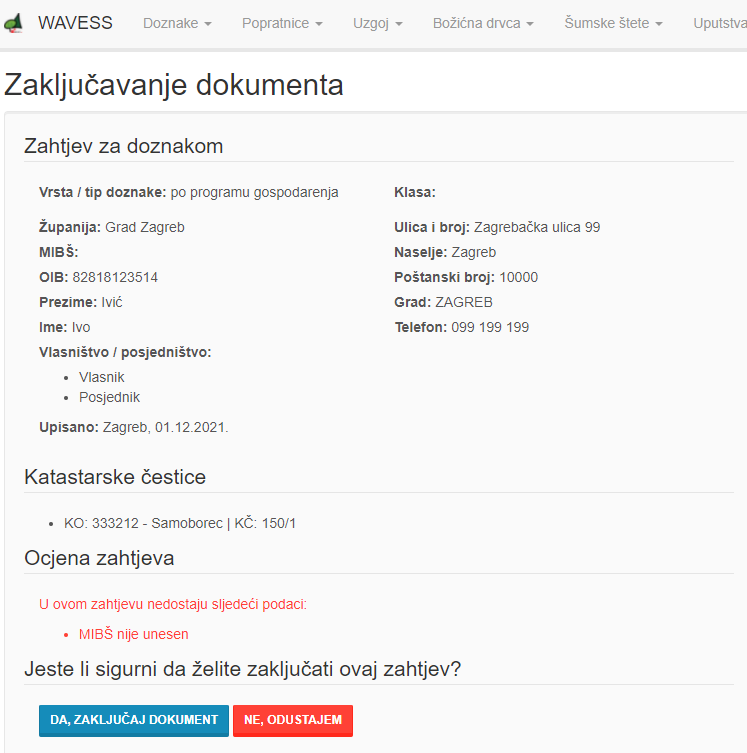 WAVESS Doznake Popratnice Uzgoj Božićna drvca Šumske štete Uputstva
Zaključavanje dokumenta
Zahtjev za doznakom
Vrsta / tip doznake: po programu gospodarenja
Klasa:
Županija: Grad Zagreb
MIBŠ:
OIB: 82818123514
Prezime: Ivić
Ime: Ivo
Vlasništvo / posjedništvo:
Vlasnik
Posjednik
Upisano: Zagreb, 01.12.2021.
Ulica i broj: Zagrebačka ulica 99
Naselje: Zagreb
Poštanski broj: 10000
Grad: ZAGREB
Telefon: 099 199 199
Katastarske čestice
KO: 333212 - Samoborec | KČ: 150/1
Ocjena zahtjeva
U ovom zahtjevu nedostaju sljedeći podaci:
MIBŠ nije unesen
Jeste li sigurni da želite zaključati ovaj zahtjev?
DA, ZAKLJUČAJ DOKUMENT
NE, ODUSTAJEM